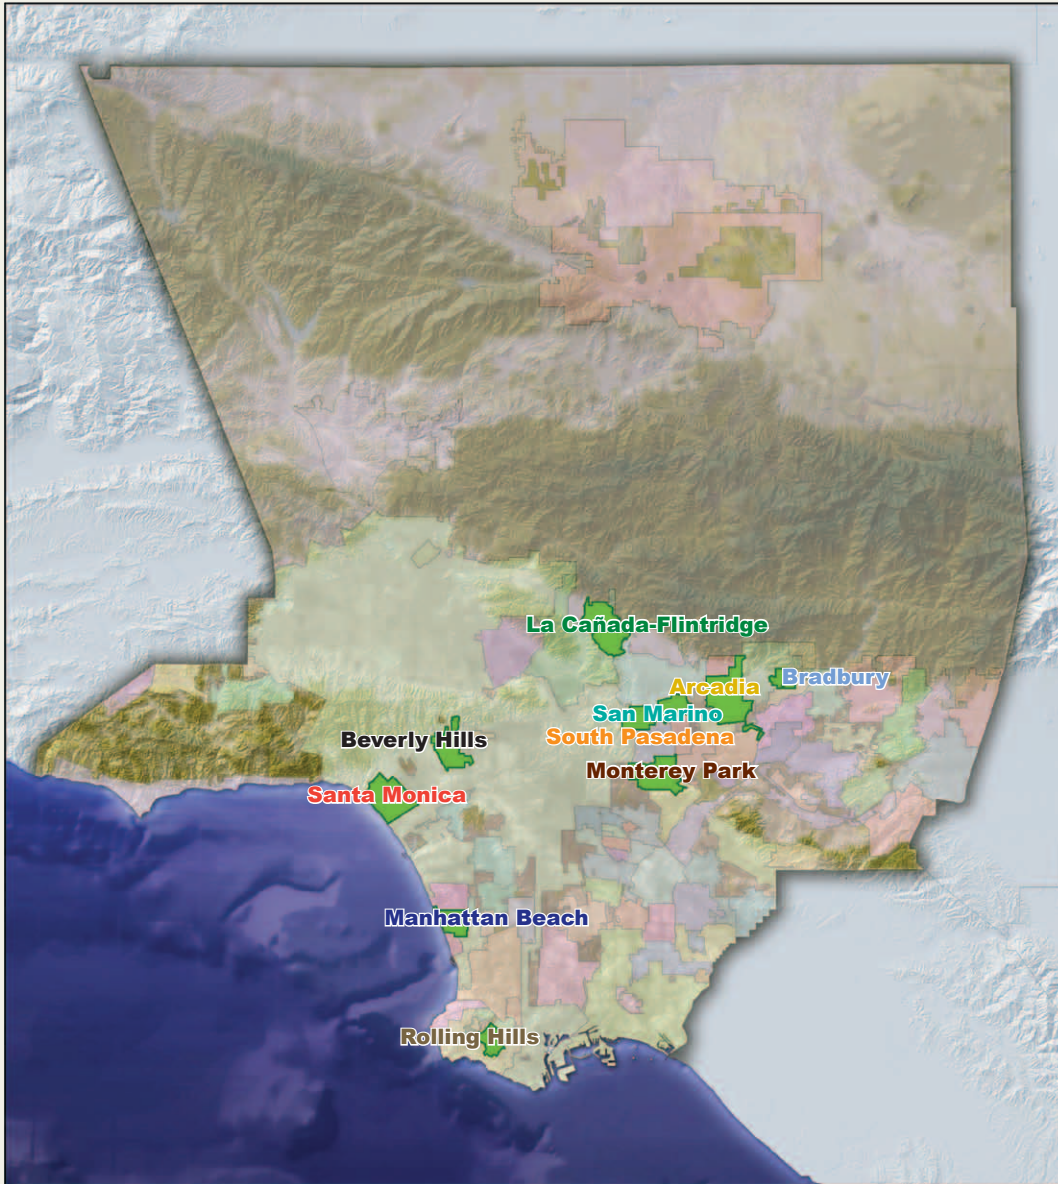 La Cañada-Flintridge
Bradbury
Arcadia
San Marino
South Pasadena
Beverly Hills
Monterey Park
Santa Monica
Manhattan Beach
Rolling Hills